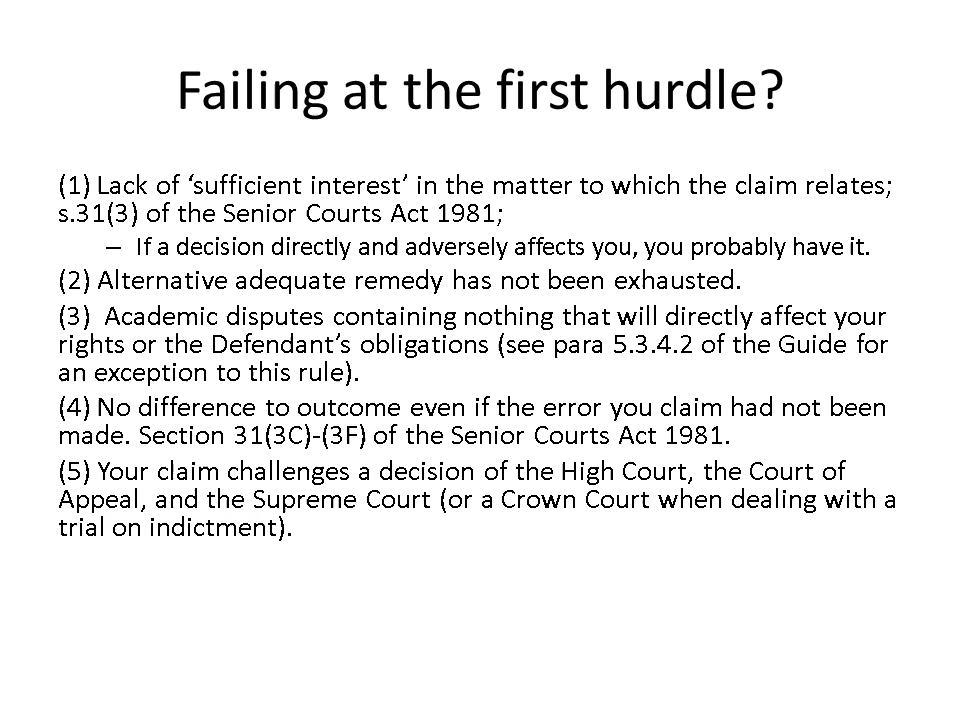 Failing at the first hurdle?
(1) Lack of ‘sufficient interest’ in the matter to which the claim relates;
s.31(3) of the Senior Courts Act 1981;
– If a decision directly and adversely affects you, you probably have it.
(2) Alternative adequate remedy has not been exhausted.
(3)  Academic disputes containing nothing that will directly affect your
rights or the Defendant’s obligations (see para 5.3.4.2 of the Guide for
an exception to this rule).
(4) No difference to outcome even if the error you claim had not been
made. Section 31(3C)-(3F) of the Senior Courts Act 1981.
(5) Your claim challenges a decision of the High Court, the Court of
Appeal, and the Supreme Court (or a Crown Court when dealing with a
trial on indictment).